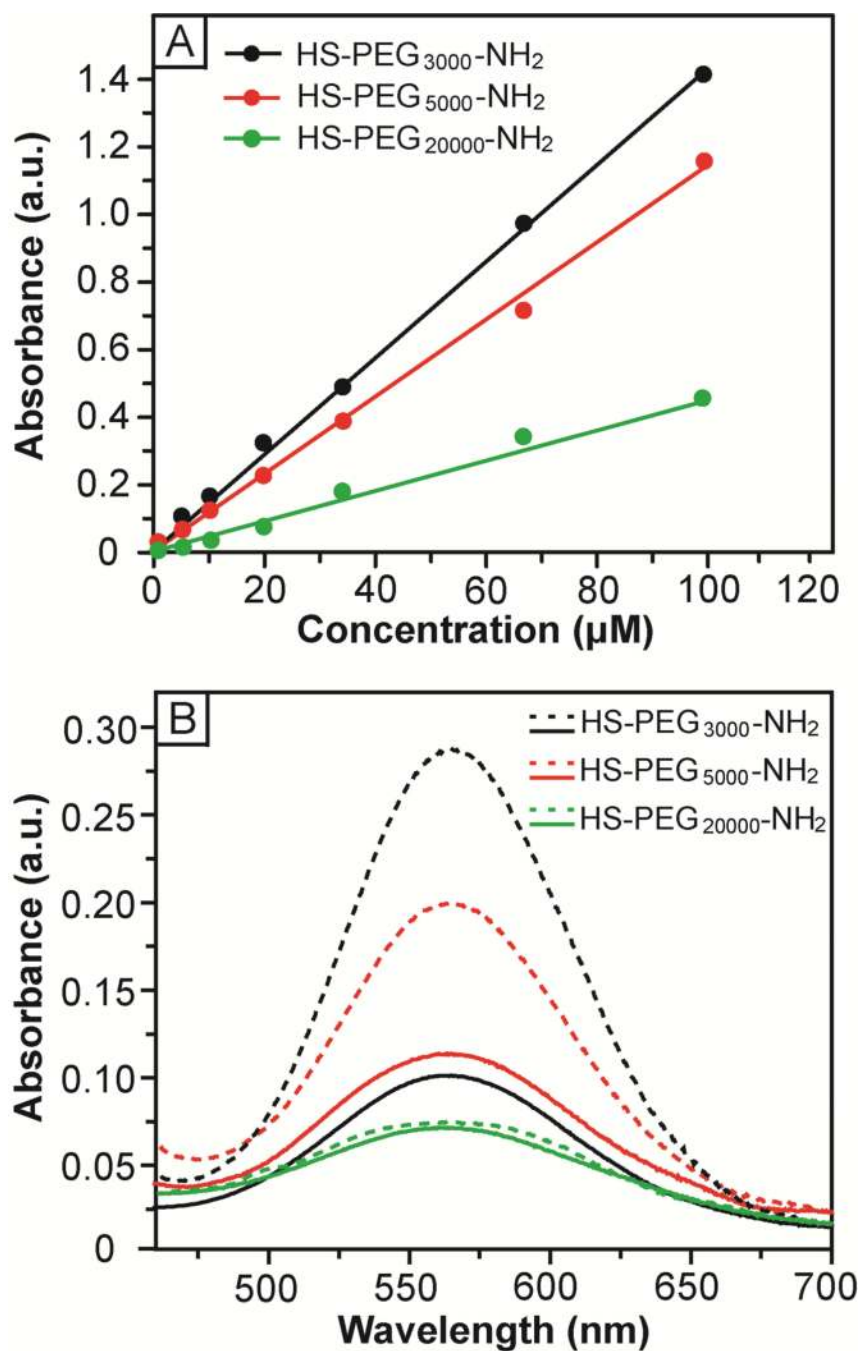 A
HS-PEG3000-NH2
HS-PEG5000-NH2
HS-PEG20000-NH2
1.4
1.2
1.0
0.8
0.6
0.4
0.2
0
Absorbance (a.u.)
0 20 40 60 80 100 120
Concentration (µM)
B
HS-PEG3000-NH2
HS-PEG5000-NH2
HS-PEG20000-NH2
0.30
0.25
0.20
0.15
0.10
0.05
0
Absorbance (a.u.)
500 550 600 650 700
Wavelength (nm)